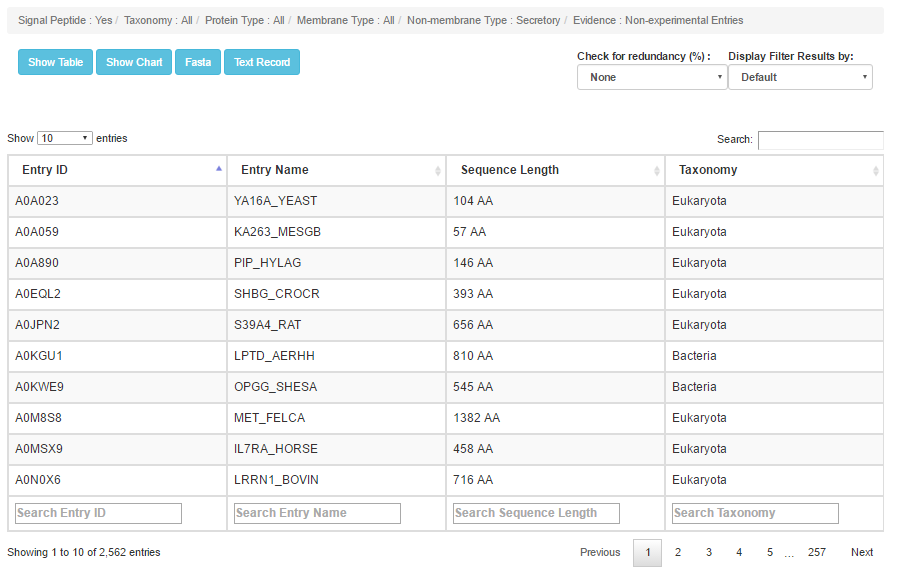 Signal Peptide : Yes / Taxonomy : All / Protein Type : All / Membrane Type : All / Non-membrane Type : Secretory / Evidence : Non-experimental Entries
Show Table Show Chart Fasta Text Record
Check for redundancy (%) : Display Filter Results by:
None Default
Show 10 entries Search:
Entry ID Entry Name Sequence Length Taxonomy
A0A023 YA16A_YEAST 104 AA Eukaryota
A0A059 KA263_MESGB 57 AA Eukaryota
A0A890 PIP_HYLAG 146 AA Eukaryota
A0EQL2 SHBG_CROCR 393 AA Eukaryota
A0JPN2 S39A4_RAT 656 AA Eukaryota
A0KGU1 LPTD_AERHH 810 AA Bacteria
A0KWE9 OPGG_SHESA 545 AA Bacteria
A0M8S8 MET_FELCA 1382 AA Eukaryota
A0MSX9 IL7RA_HORSE 458 AA Eukaryota
A0N0X6 LRRN1_BOVIN 716 AA Eukaryota
Search Entry ID Search Entry Name Search Sequence Length Search Taxonomy
Showing 1 to 10 of 2,562 entries Previous 1 2 3 4 5 ... 257 Next